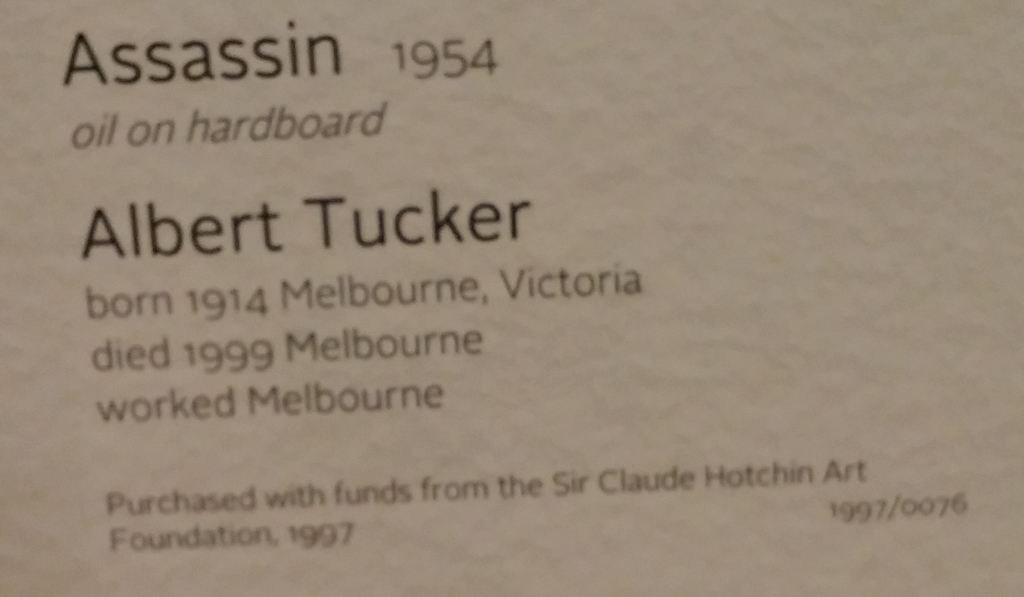 Assassin 1954
oil on hardboard
Albert Tucker
born 1914 Melbourne, Victoria
died 1999 Melbourne
worked Melbourne
Purchased with funds from the Sir Claude Hotchin Art
Foundation, 1997
1997/0076